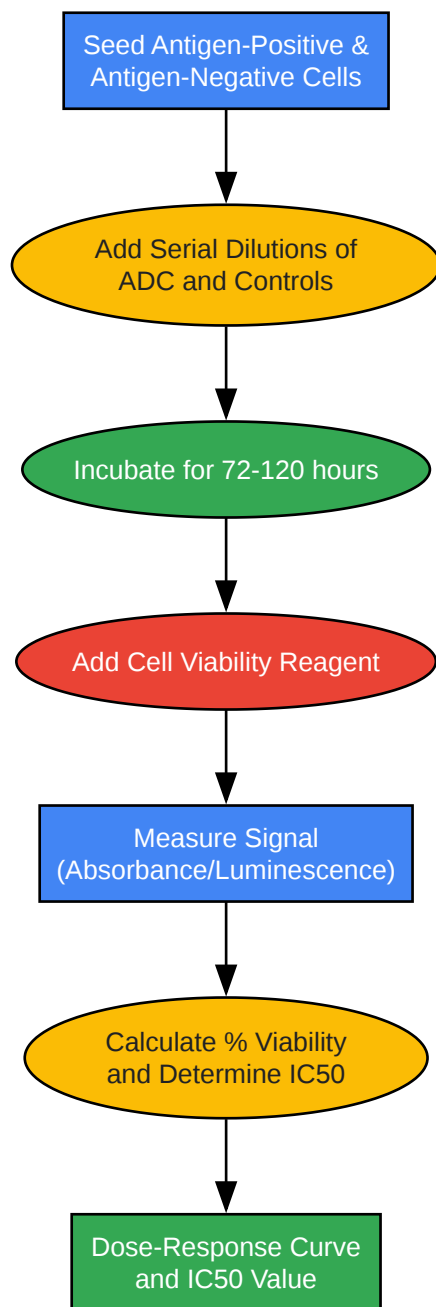 Seed Antigen-Positive &
Antigen-Negative Cells
Add Serial Dilutions of
ADC and Controls
Incubate for 72-120 hours
Add Cell Viability Reagent
Measure Signal
(Absorbance/Luminescence)
Calculate % Viability
and Determine IC50
Dose-Response Curve
and IC50 Value